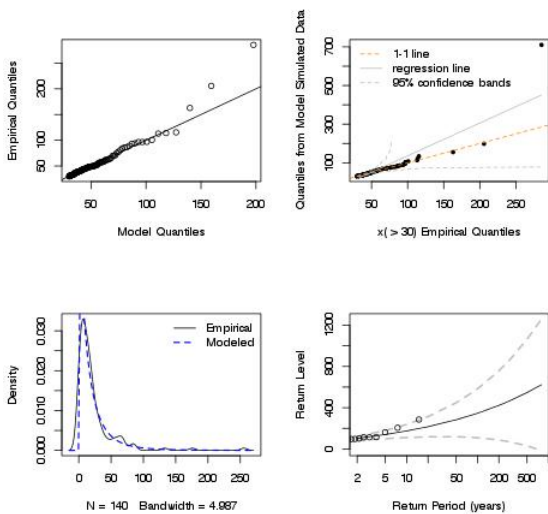 Empirical Quantiles
50 100 200
50 100 150 200
Model Quantiles
Quantiles from Model Simulated Data
100 300 500 700
1-1 line
regression line
95% confidence bands
50 100 150 200 250
x( > 30) Empirical Quantiles
Density
0.000 0.010 0.020 0.030
Empirical
Modeled
0 50 100 150 200 250
N = 140 Bandwidth = 4.987
Return Level
0 400 800 1200
2 5 10 50 200 500
Return Period (years)